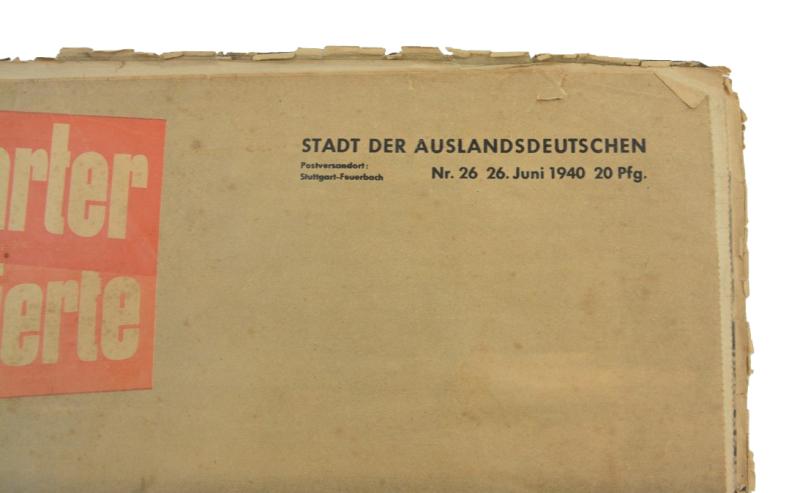 arter
ierte
STADT DER AUSLANDSDEUTSCHEN
Postversandort:
Stuttgart-Feuerbach
Nr. 26 26. Juni 1940 20 Pfg.